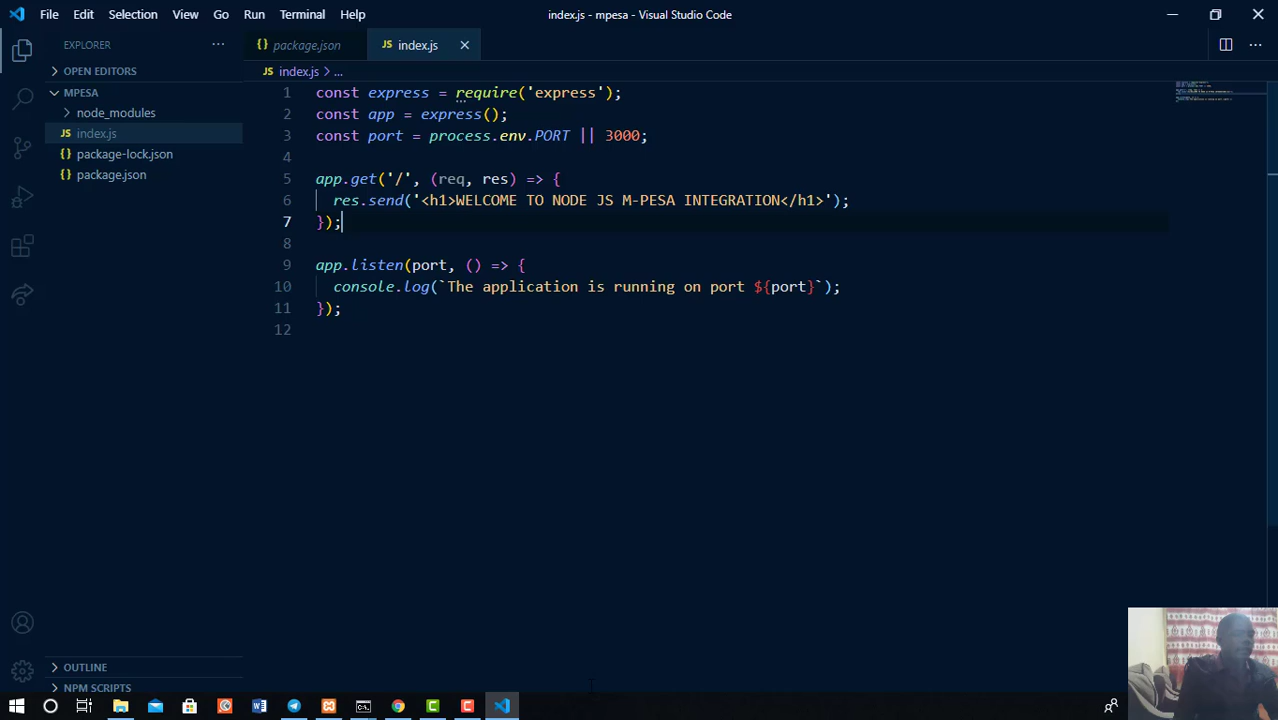 File Edit Selection View Go Run Terminal Help
index.js - mpesa - Visual Studio Code
EXPLORER
OPEN EDITORS
MPESA
node_modules
JS index.js
{} package-lock.json
{} package.json
OUTLINE
NPM SCRIPTS
{} package.json
JS index.js
JS index.js > ...
1 const express = require('express');
2 const app = express();
3 const port = process.env.PORT || 3000;
4
5 app.get('/', (req, res) => {
6 res.send('<h1>WELCOME TO NODE JS M-PESA INTEGRATION</h1>');
7 });
8
9 app.listen(port, () => {
10 console.log(`The application is running on port ${port}`);
11 });
12